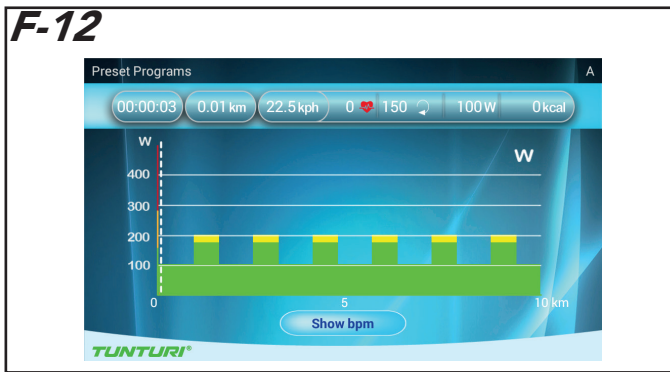 F-12
Preset Programs A
00:00:03 0.01 km 22.5 kph 0 150 100 W 0 kcal
W
W
400
300
200
100
0 5 10 km
Show bpm
TUNTURI®